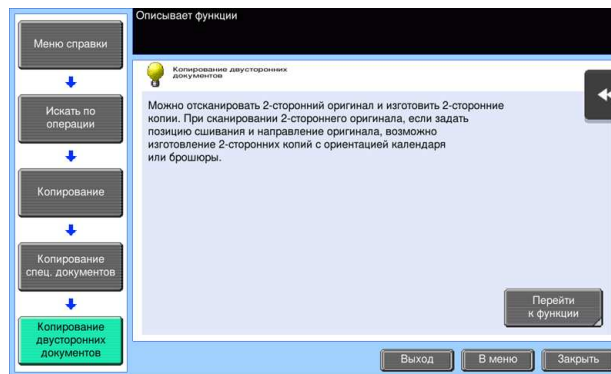 Описывает функции
Меню справки
Искать по
операции
Копирование
Копирование
спец. документов
Копирование
двусторонних
документов
Копирование двусторонних
документов
Можно отсканировать 2-сторонний оригинал и изготовить 2-сторонние
копии. При сканировании 2-стороннего оригинала, если задать
позицию сшивания и направление оригинала, возможно
изготовление 2-сторонних копий с ориентацией календаря
или брошюры.
Перейти
к функции
Выход
В меню
Закрыть